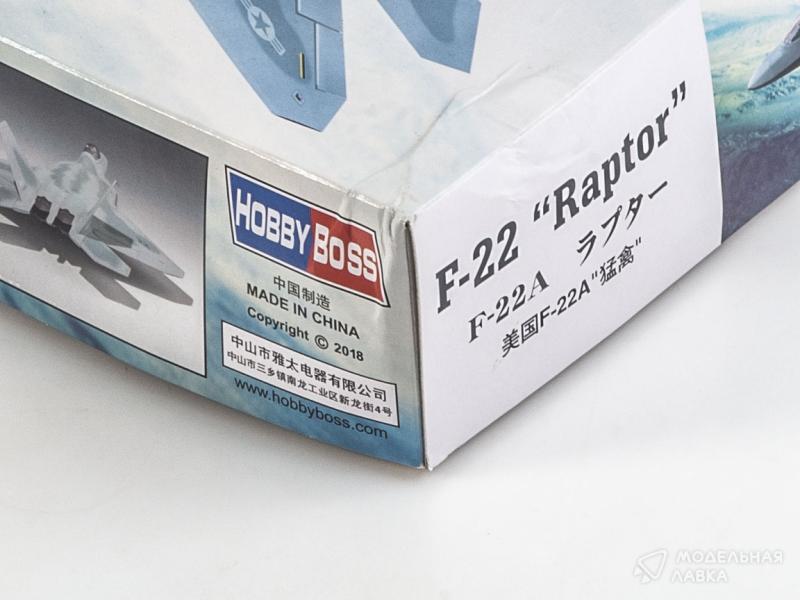 HOBBY BOSS
中国制造
MADE IN CHINA
Copyright © 2018
中山市雅太电器有限公司
中山市三乡镇南龙工业区新龙街4号
www.hobbyboss.com
F-22 “Raptor”
F-22A ラプター
美国F-22A"猛禽"
МОДЕЛЬНАЯ
ЛАВКА